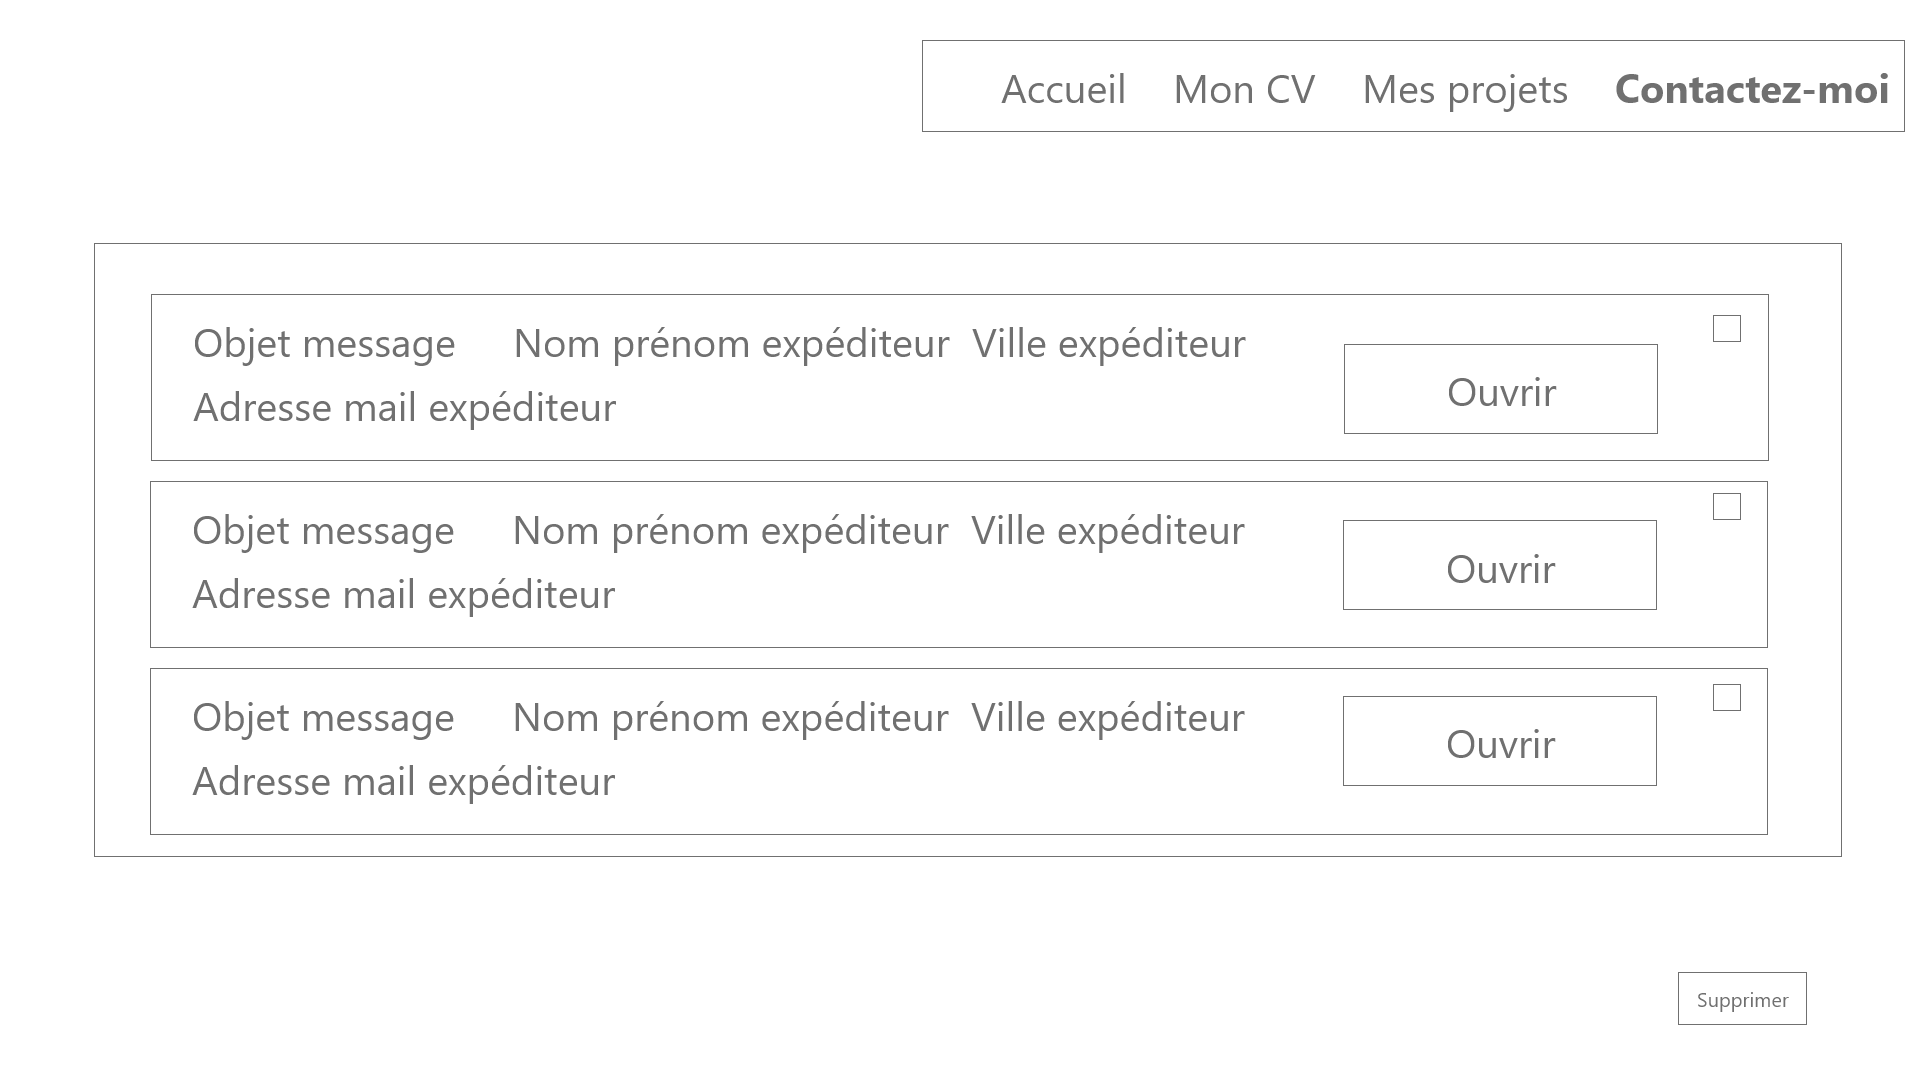 Accueil Mon CV Mes projets Contactez-moi
Objet message Nom prénom expéditeur Ville expéditeur
Adresse mail expéditeur
Ouvrir
Objet message Nom prénom expéditeur Ville expéditeur
Adresse mail expéditeur
Ouvrir
Objet message Nom prénom expéditeur Ville expéditeur
Adresse mail expéditeur
Ouvrir
Supprimer